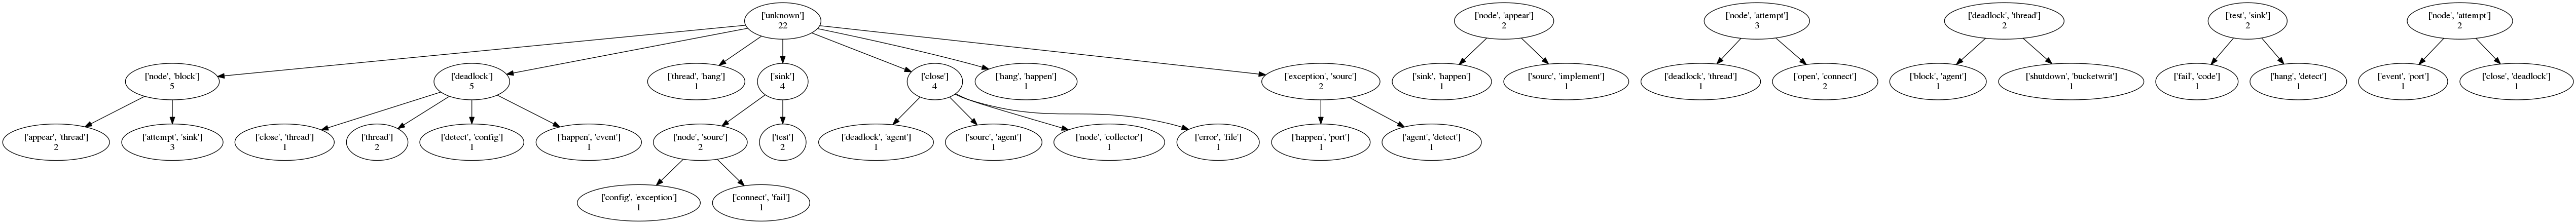 ['unknown']
22
['node', 'appear']
2
['node', 'attempt']
3
['deadlock', 'thread']
2
['test', 'sink']
2
['node', 'attempt']
2
['node', 'block']
5
['deadlock']
5
['thread', 'hang']
1
['sink']
4
['close']
4
['hang', 'happen']
1
['exception', 'sourc']
2
['sink', 'happen']
1
['sourc', 'implement']
1
['deadlock', 'thread']
1
['open', 'connect']
2
['block', 'agent']
1
['shutdown', 'bucketwrit']
1
['fail', 'code']
1
['hang', 'detect']
1
['event', 'port']
1
['close', 'deadlock']
1
['appear', 'thread']
2
['attempt', 'sink']
3
['close', 'thread']
1
['thread']
2
['detect', 'config']
1
['happen', 'event']
1
['node', 'sourc']
2
['test']
2
['deadlock', 'agent']
1
['sourc', 'agent']
1
['node', 'collector']
1
['error', 'file']
1
['happen', 'port']
1
['agent', 'detect']
1
['config', 'exception']
1
['connect', 'fail']
1